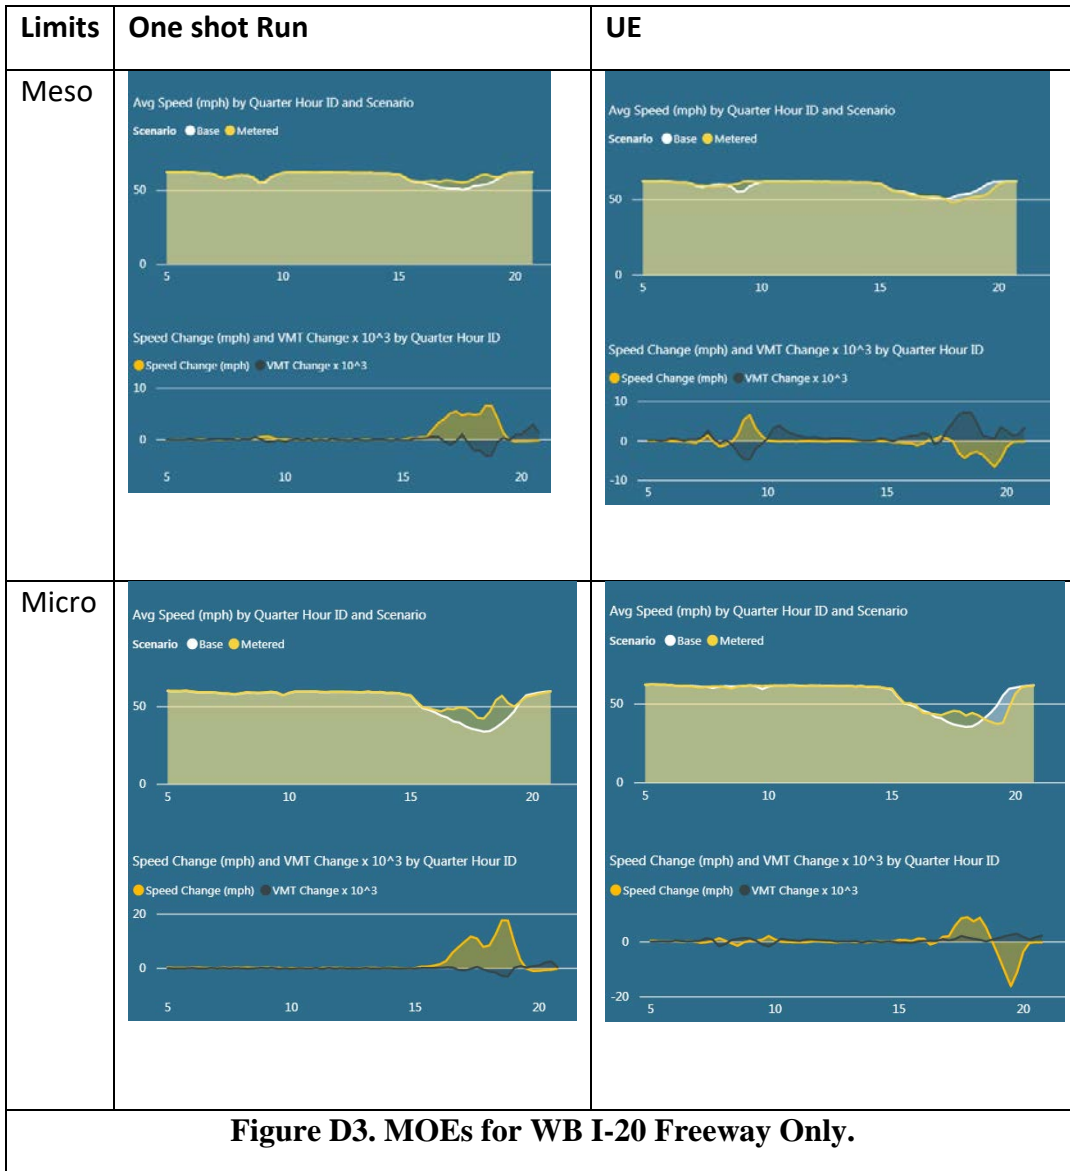 Limits One shot Run UE
Meso
Avg Speed (mph) by Quarter Hour ID and Scenario
Scenario Base Metered
50
0
5 10 15 20
Speed Change (mph) and VMT Change x 10^3 by Quarter Hour ID
Speed Change (mph) VMT Change x 10^3
10
0
5 10 15 20
Avg Speed (mph) by Quarter Hour ID and Scenario
Scenario Base Metered
50
0
5 10 15 20
Speed Change (mph) and VMT Change x 10^3 by Quarter Hour ID
Speed Change (mph) VMT Change x 10^3
10
0
-10
5 10 15 20
Micro
Avg Speed (mph) by Quarter Hour ID and Scenario
Scenario Base Metered
50
0
5 10 15 20
Speed Change (mph) and VMT Change x 10^3 by Quarter Hour ID
Speed Change (mph) VMT Change x 10^3
20
0
5 10 15 20
Avg Speed (mph) by Quarter Hour ID and Scenario
Scenario Base Metered
50
0
5 10 15 20
Speed Change (mph) and VMT Change x 10^3 by Quarter Hour ID
Speed Change (mph) VMT Change x 10^3
0
-20
5 10 15 20
Figure D3. MOEs for WB I-20 Freeway Only.